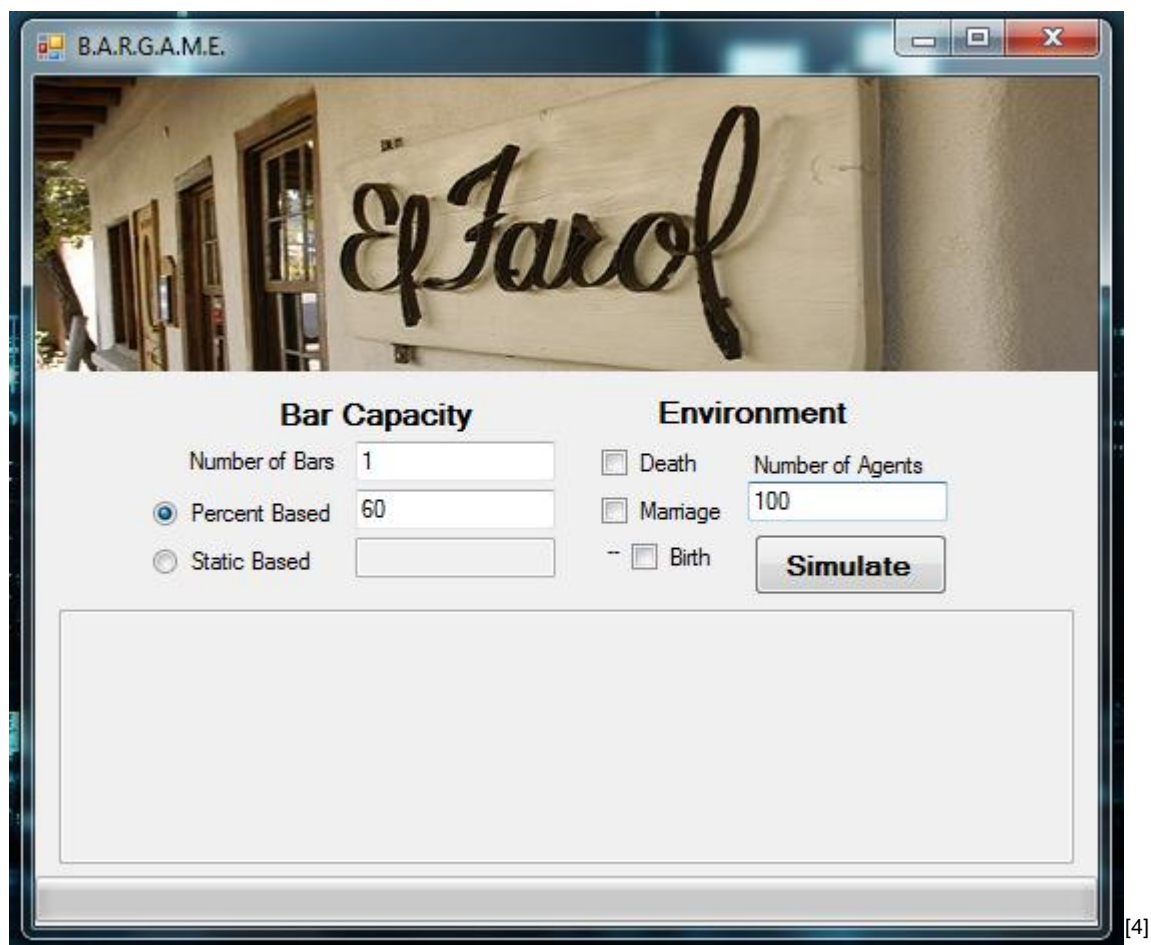 B.A.R.G.A.M.E.
El Farol
Bar Capacity
Number of Bars 1
Percent Based 60
Static Based
Environment
Death
Marriage
-- Birth
Number of Agents
100
Simulate
[4]